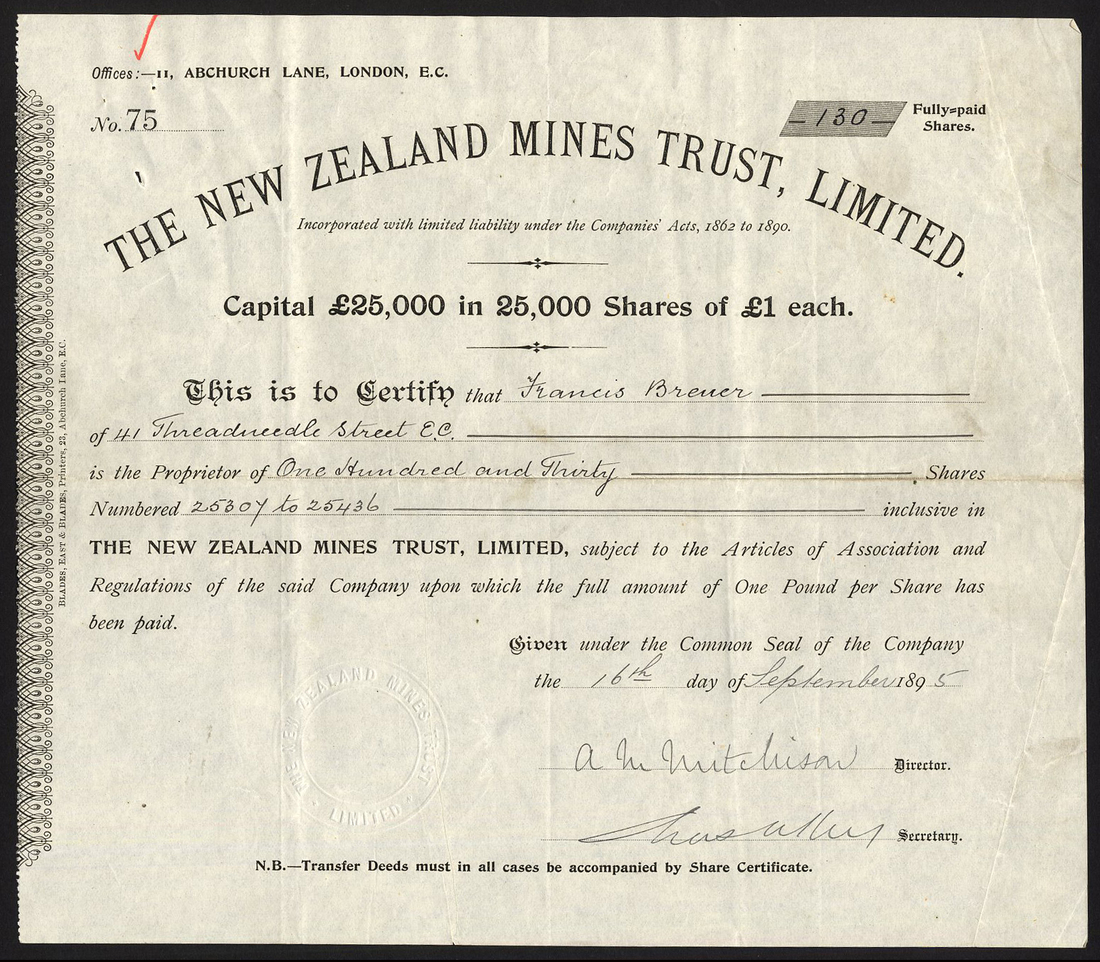 Offices:—11, ABCHURCH LANE, LONDON, E.C.
No. 75
—130— Fully=paid Shares.
THE NEW ZEALAND MINES TRUST, LIMITED.
Incorporated with limited liability under the Companies' Acts, 1862 to 1890.
Capital £25,000 in 25,000 Shares of £1 each.
This is to Certify that Francis Breuer
of 41 Threadneedle Street E.C.
is the Proprietor of One Hundred and Thirty Shares
Numbered 25307 to 25436 inclusive in
THE NEW ZEALAND MINES TRUST, LIMITED, subject to the Articles of Association and
Regulations of the said Company upon which the full amount of One Pound per Share has
been paid.
Given under the Common Seal of the Company
the 16th day of September 1895
A M Mitchison Director.
Secretary.
THE NEW ZEALAND MINES TRUST LIMITED
N.B.—Transfer Deeds must in all cases be accompanied by Share Certificate.
BLADES, EAST & BLADES, Printers, 23, Abchurch Lane, E.C.